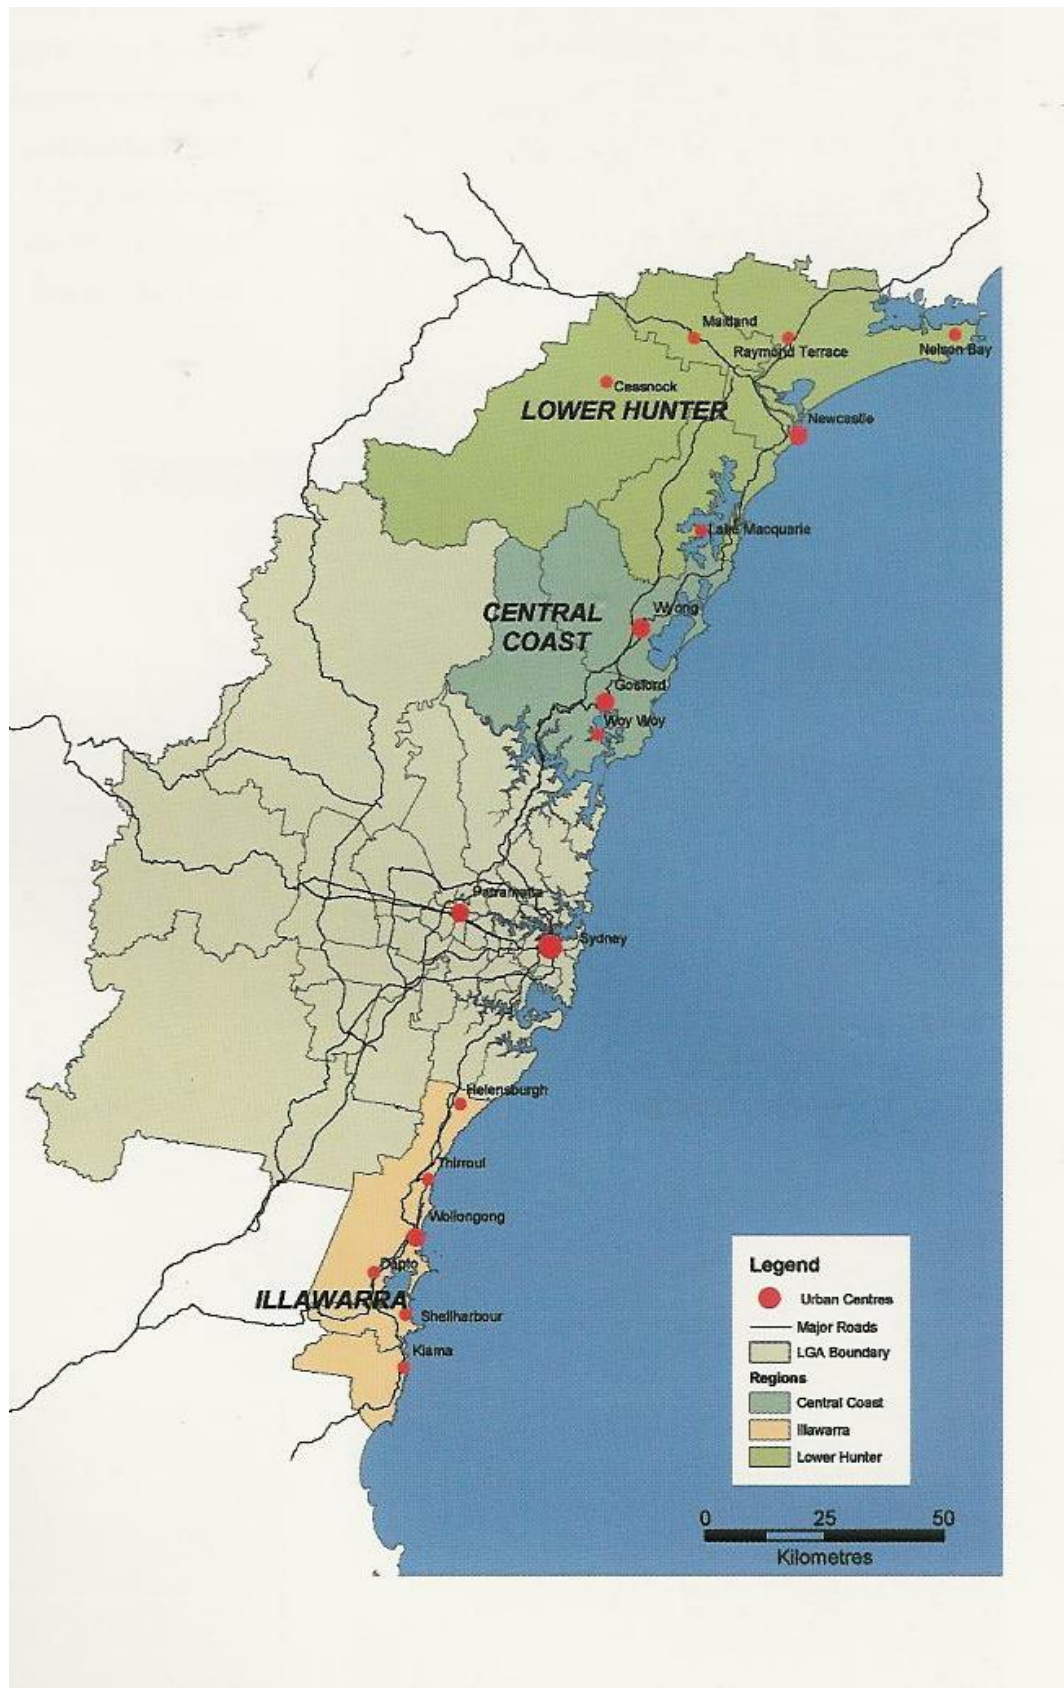 Maitland
Raymond Terrace
Nelson Bay
Cessnock
LOWER HUNTER
Newcastle
Lake Macquarie
CENTRAL
COAST
Wyong
Gosford
Woy Woy
Parramatta
Sydney
Helensburgh
Thirroul
Wollongong
Dapto
ILLAWARRA
Shellharbour
Kiama
Legend
Urban Centres
Major Roads
LGA Boundary
Regions
Central Coast
Illawarra
Lower Hunter
0 25 50
Kilometres